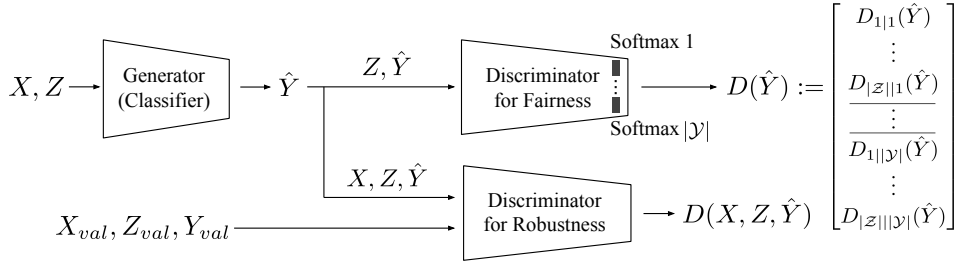 X, Z
Generator
(Classifier)
Ŷ
Z, Ŷ
Softmax 1
Discriminator
for Fairness
⋮
Softmax |𝒴|
D(Ŷ) :=
D_{1|1}(Ŷ)
⋮
D_{|𝒵||1}(Ŷ)
⋮
D_{1||𝒴|}(Ŷ)
⋮
D_{|𝒵|||𝒴|}(Ŷ)
X, Z, Ŷ
X_{val}, Z_{val}, Y_{val}
Discriminator
for Robustness
D(X, Z, Ŷ)